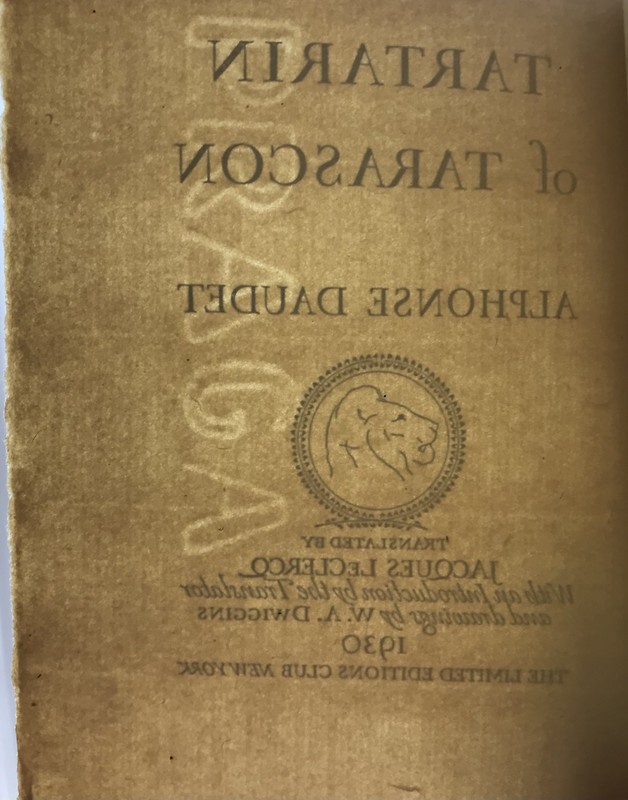 TARTARIN
of TARASCON
ALPHONSE DAUDET
TRANSLATED BY
JACQUES LECLERCQ
With an Introduction by the Translator
and drawings by W. A. DWIGGINS
1930
THE LIMITED EDITIONS CLUB NEW YORK
PRAGA